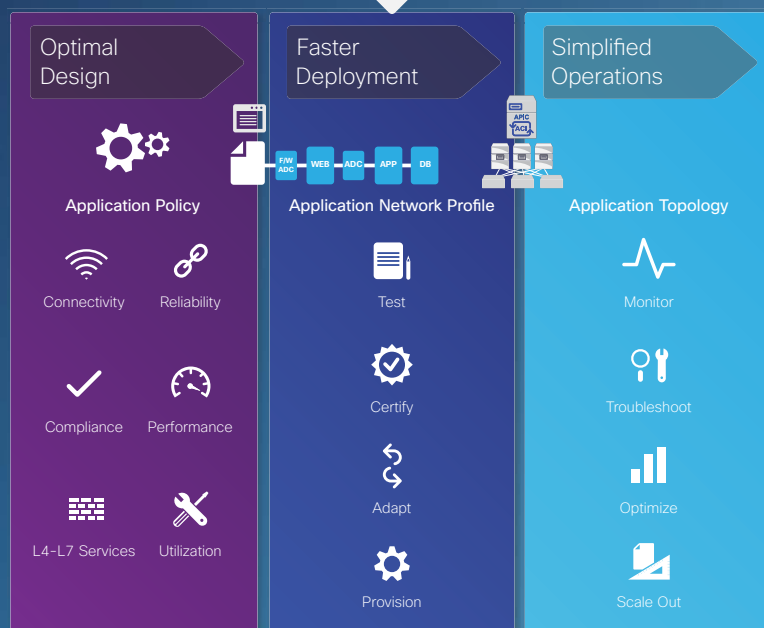 Optimal
Design
Faster
Deployment
Simplified
Operations
APIC
ACI
F/W
ADC
WEB
ADC
APP
DB
Application Policy
Application Network Profile
Application Topology
Connectivity
Reliability
Test
Monitor
Compliance
Performance
Certify
Troubleshoot
Adapt
Optimize
L4-L7 Services
Utilization
Provision
Scale Out